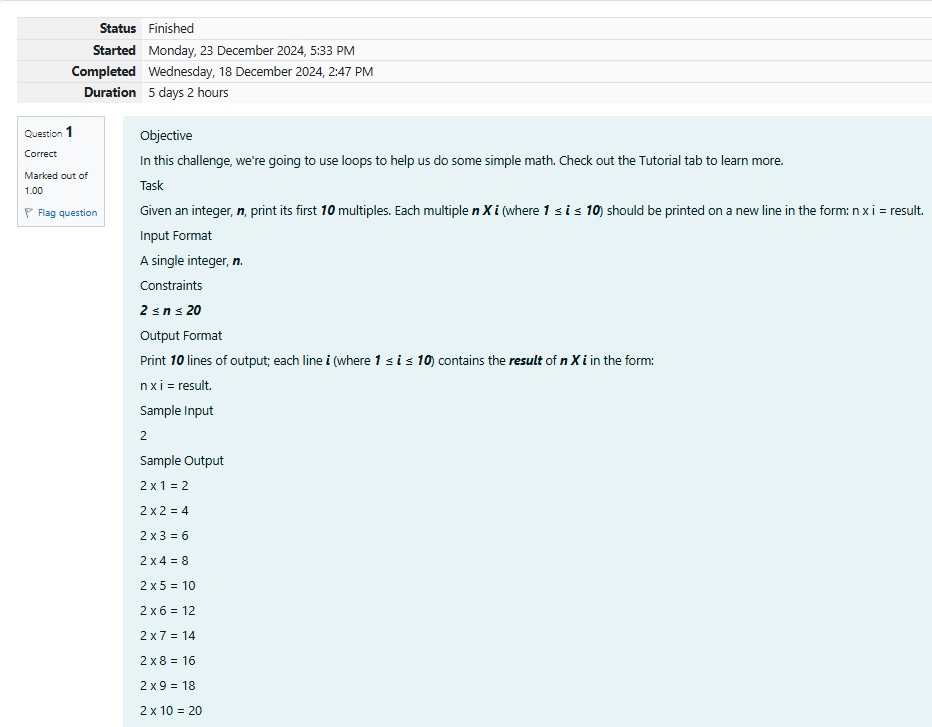 Status Finished
Started Monday, 23 December 2024, 5:33 PM
Completed Wednesday, 18 December 2024, 2:47 PM
Duration 5 days 2 hours
Question 1
Correct
Marked out of
1.00
Flag question
Objective
In this challenge, we're going to use loops to help us do some simple math. Check out the Tutorial tab to learn more.
Task
Given an integer, n, print its first 10 multiples. Each multiple n X i (where 1 ≤ i ≤ 10) should be printed on a new line in the form: n x i = result.
Input Format
A single integer, n.
Constraints
2 ≤ n ≤ 20
Output Format
Print 10 lines of output; each line i (where 1 ≤ i ≤ 10) contains the result of n X i in the form:
n x i = result.
Sample Input
2
Sample Output
2 x 1 = 2
2 x 2 = 4
2 x 3 = 6
2 x 4 = 8
2 x 5 = 10
2 x 6 = 12
2 x 7 = 14
2 x 8 = 16
2 x 9 = 18
2 x 10 = 20